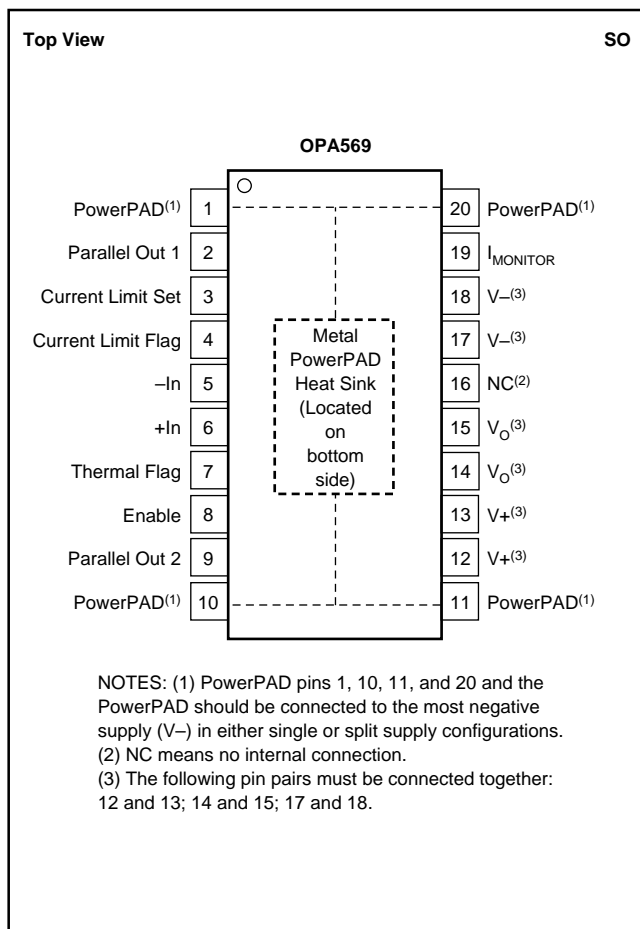 Top View
SO
OPA569
PowerPAD(1) 1
Parallel Out 1 2
Current Limit Set 3
Current Limit Flag 4
–In 5
+In 6
Thermal Flag 7
Enable 8
Parallel Out 2 9
PowerPAD(1) 10
20 PowerPAD(1)
19 IMONITOR
18 V–(3)
17 V–(3)
16 NC(2)
15 VO(3)
14 VO(3)
13 V+(3)
12 V+(3)
11 PowerPAD(1)
Metal
PowerPAD
Heat Sink
(Located
on
bottom
side)
NOTES: (1) PowerPAD pins 1, 10, 11, and 20 and the
PowerPAD should be connected to the most negative
supply (V–) in either single or split supply configurations.
(2) NC means no internal connection.
(3) The following pin pairs must be connected together:
12 and 13; 14 and 15; 17 and 18.